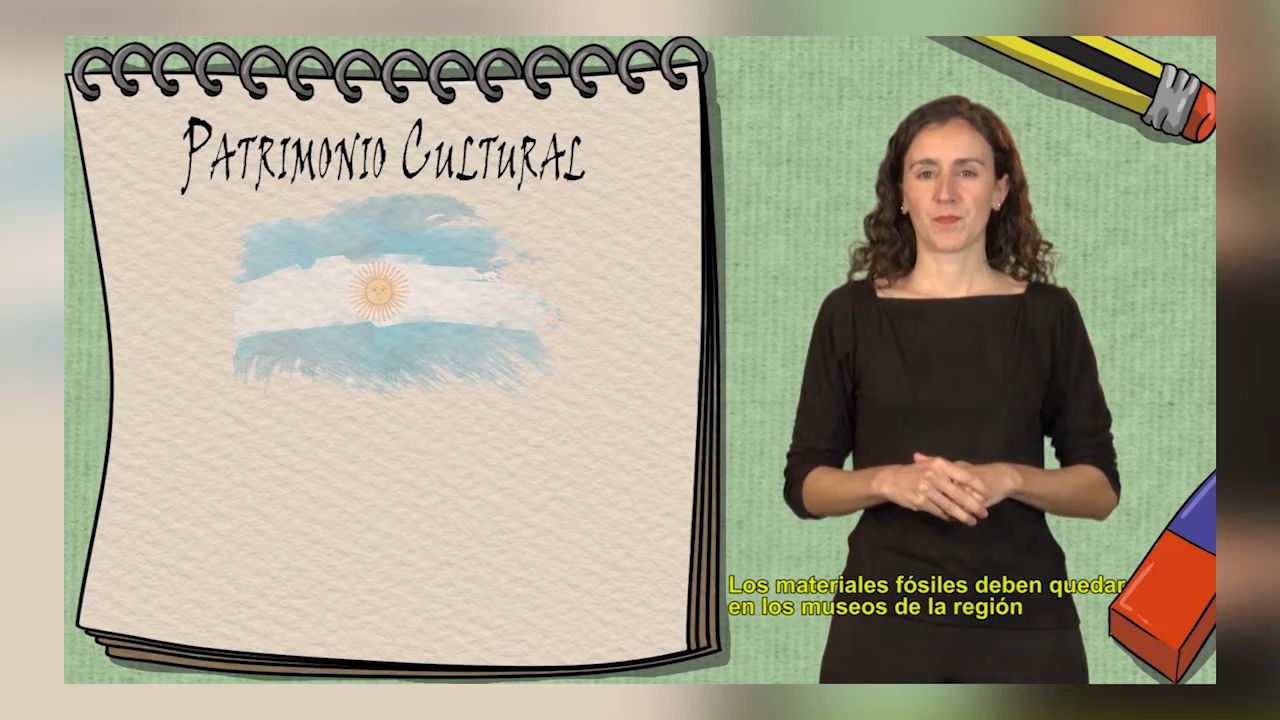 PATRIMONIO CULTURAL
Los materiales fósiles deben quedar
en los museos de la región